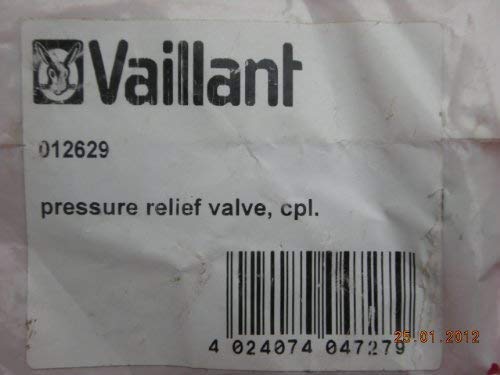 Vaillant
012629
pressure relief valve, cpl.
25.01.2012
4 024074 047279